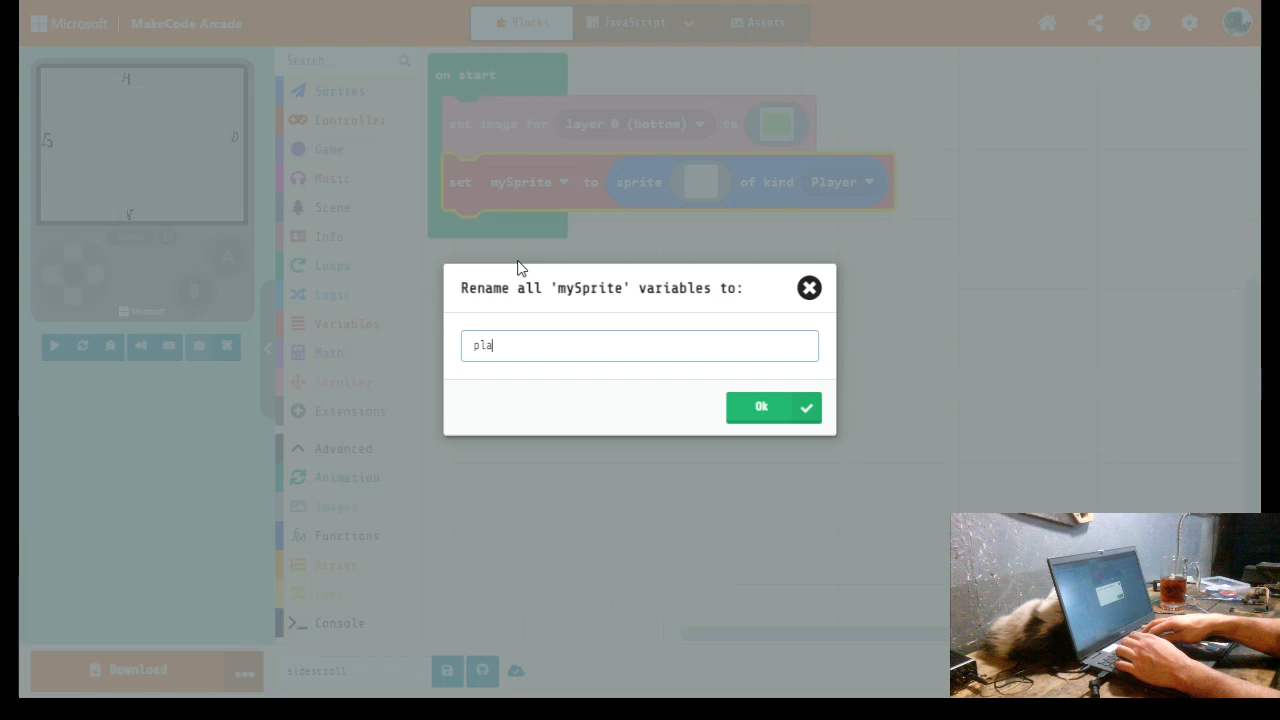 Microsoft | MakeCode Arcade
Blocks
JavaScript
Assets
Search...
Sprites
Controller
Game
Music
Scene
Info
Loops
Logic
Variables
Math
Scroller
Extensions
Advanced
Animation
Images
Functions
Arrays
Console
on start
set image for layer 0 (bottom) to
set mySprite to sprite of kind Player
Rename all 'mySprite' variables to:
pla
Ok
A
B
Microsoft
Download
sidescroll